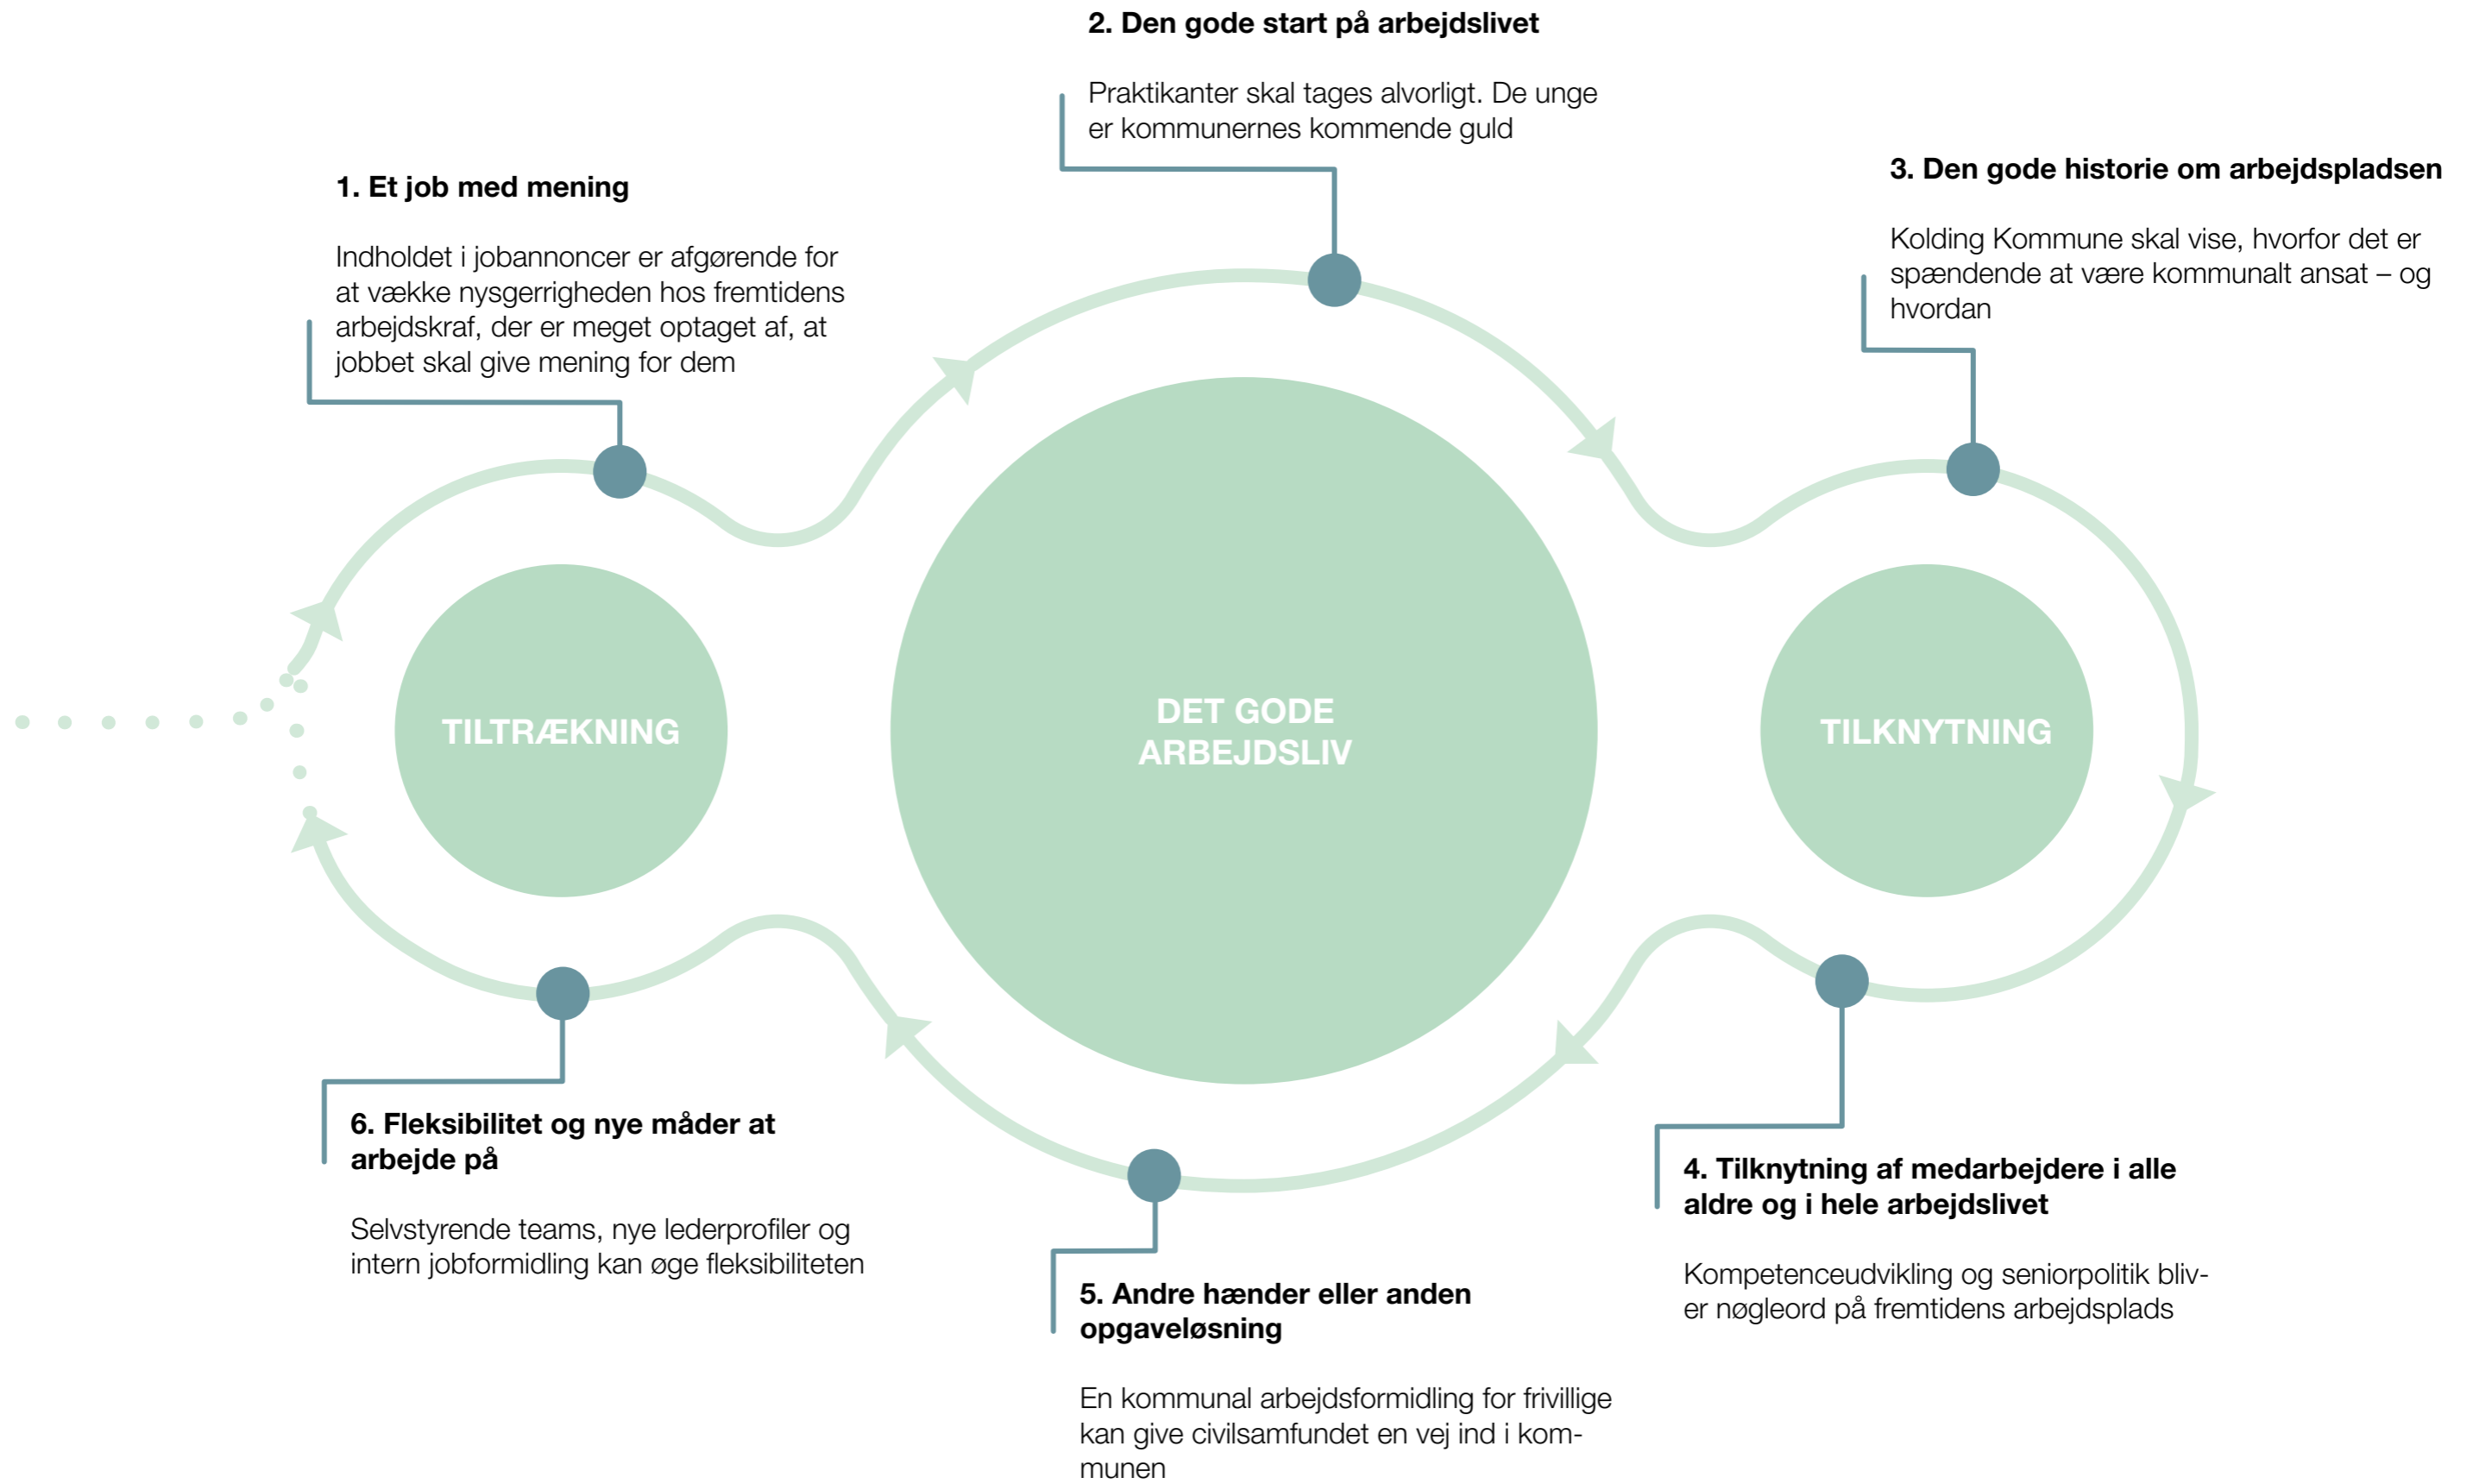 1. Et job med mening
Indholdet i jobannoncer er afgørende for
at vække nysgerrigheden hos fremtidens
arbejdskraf, der er meget optaget af, at
jobbet skal give mening for dem
2. Den gode start på arbejdslivet
Praktikanter skal tages alvorligt. De unge
er kommunernes kommende guld
3. Den gode historie om arbejdspladsen
Kolding Kommune skal vise, hvorfor det er
spændende at være kommunalt ansat – og
hvordan
TILTRÆKNING
DET GODE
ARBEJDSLIV
TILKNYTNING
4. Tilknytning af medarbejdere i alle
aldre og i hele arbejdslivet
Kompetenceudvikling og seniorpolitik bliv-
er nøgleord på fremtidens arbejdsplads
5. Andre hænder eller anden
opgaveløsning
En kommunal arbejdsformidling for frivillige
kan give civilsamfundet en vej ind i kom-
munen
6. Fleksibilitet og nye måder at
arbejde på
Selvstyrende teams, nye lederprofiler og
intern jobformidling kan øge fleksibiliteten